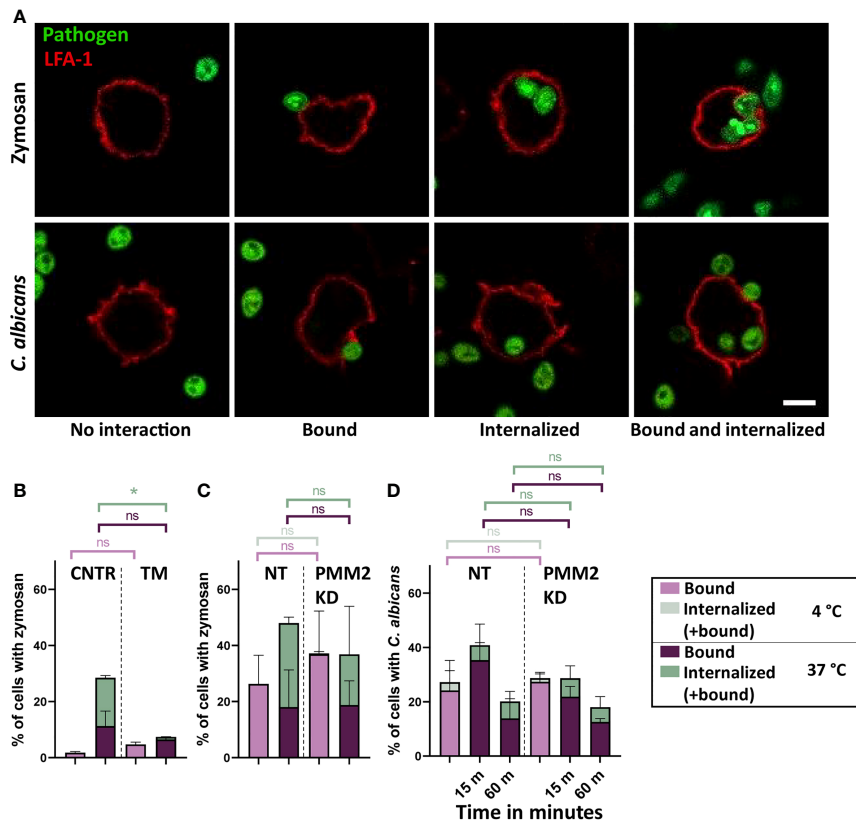 A
Pathogen
LFA-1
Zymosan
C. albicans
No interaction
Bound
Internalized
Bound and internalized
B
*
ns
ns
CNTR
TM
% of cells with zymosan
60
40
20
0
C
ns
ns
ns
ns
NT
PMM2
KD
% of cells with zymosan
60
40
20
0
D
ns
ns
ns
ns
ns
ns
NT
PMM2
KD
% of cells with C. albicans
60
40
20
0
15 m
60 m
15 m
60 m
Time in minutes
Bound
Internalized
(+bound)
4 °C
Bound
Internalized
(+bound)
37 °C